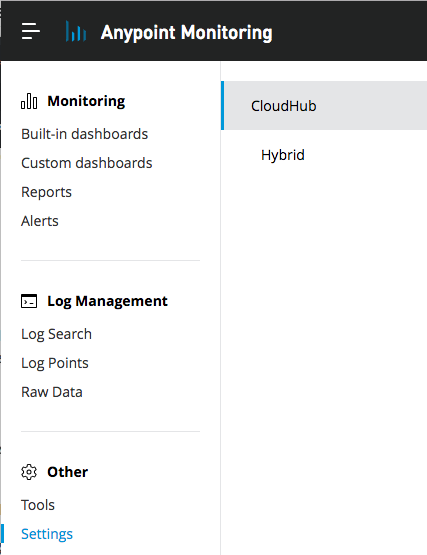 Anypoint Monitoring
Monitoring
Built-in dashboards
Custom dashboards
Reports
Alerts
Log Management
Log Search
Log Points
Raw Data
Other
Tools
Settings
CloudHub
Hybrid